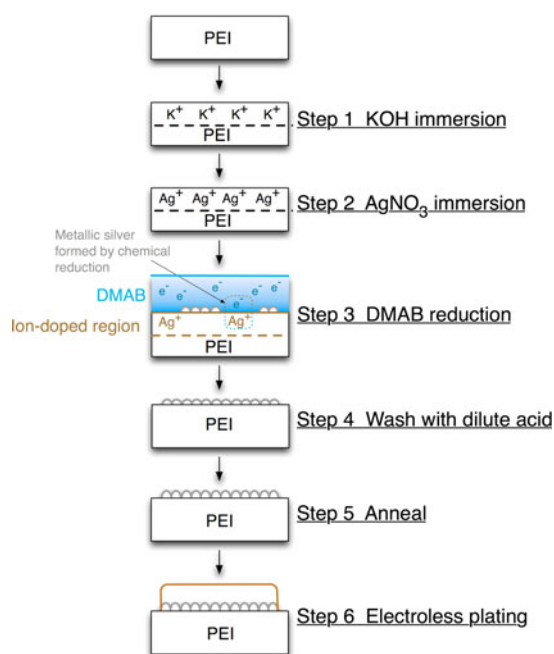 PEI
K+ K+ K+ K+
PEI
Step 1 KOH immersion
Ag+ Ag+ Ag+ Ag+
PEI
Step 2 AgNO3 immersion
Metallic silver
formed by chemical
reduction
DMAB
e- e- e- e- e-
Ion-doped region
Ag+ Ag+
PEI
Step 3 DMAB reduction
PEI
Step 4 Wash with dilute acid
PEI
Step 5 Anneal
PEI
Step 6 Electroless plating